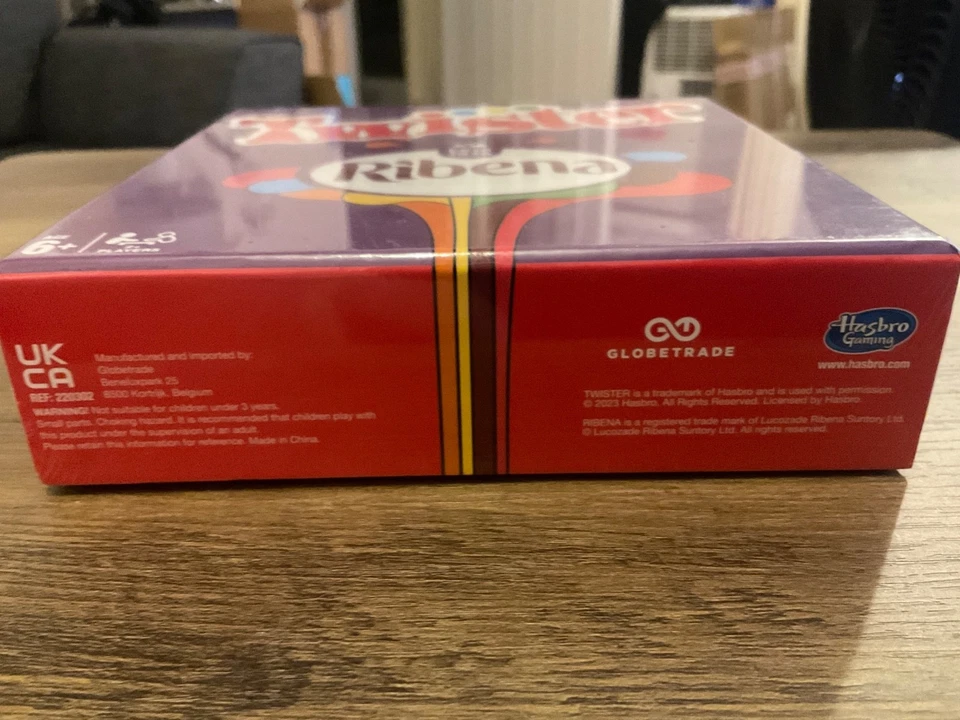 Twister
Ribena
6+
PLAYERS
UK
CA
REF: 220302
Manufactured and imported by:
Globetrade
Beneluxpark 25
8500 Kortrijk, Belgium
WARNING! Not suitable for children under 3 years.
Small parts. Choking hazard. It is recommended that children play with
this product under the supervision of an adult.
Please retain this information for reference. Made in China.
GLOBETRADE
Hasbro
Gaming
www.hasbro.com
TWISTER is a trademark of Hasbro and is used with permission.
© 2023 Hasbro. All Rights Reserved. Licensed by Hasbro.
RIBENA is a registered trade mark of Lucozade Ribena Suntory Ltd.
© Lucozade Ribena Suntory Ltd. All rights reserved.